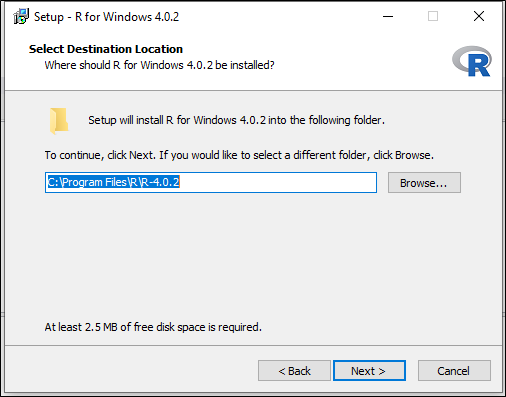 Setup - R for Windows 4.0.2
Select Destination Location
Where should R for Windows 4.0.2 be installed?
R
Setup will install R for Windows 4.0.2 into the following folder.
To continue, click Next. If you would like to select a different folder, click Browse.
C:\Program Files\R\R-4.0.2
Browse...
At least 2.5 MB of free disk space is required.
< Back
Next >
Cancel